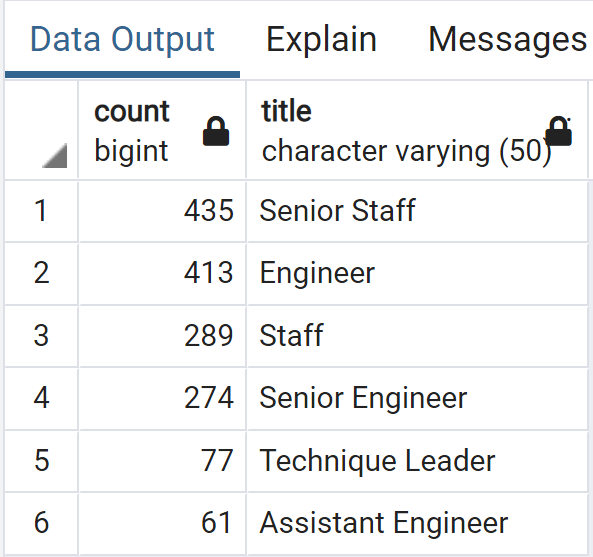 Data Output Explain Messages
count title
bigint character varying (50)
1 435 Senior Staff
2 413 Engineer
3 289 Staff
4 274 Senior Engineer
5 77 Technique Leader
6 61 Assistant Engineer